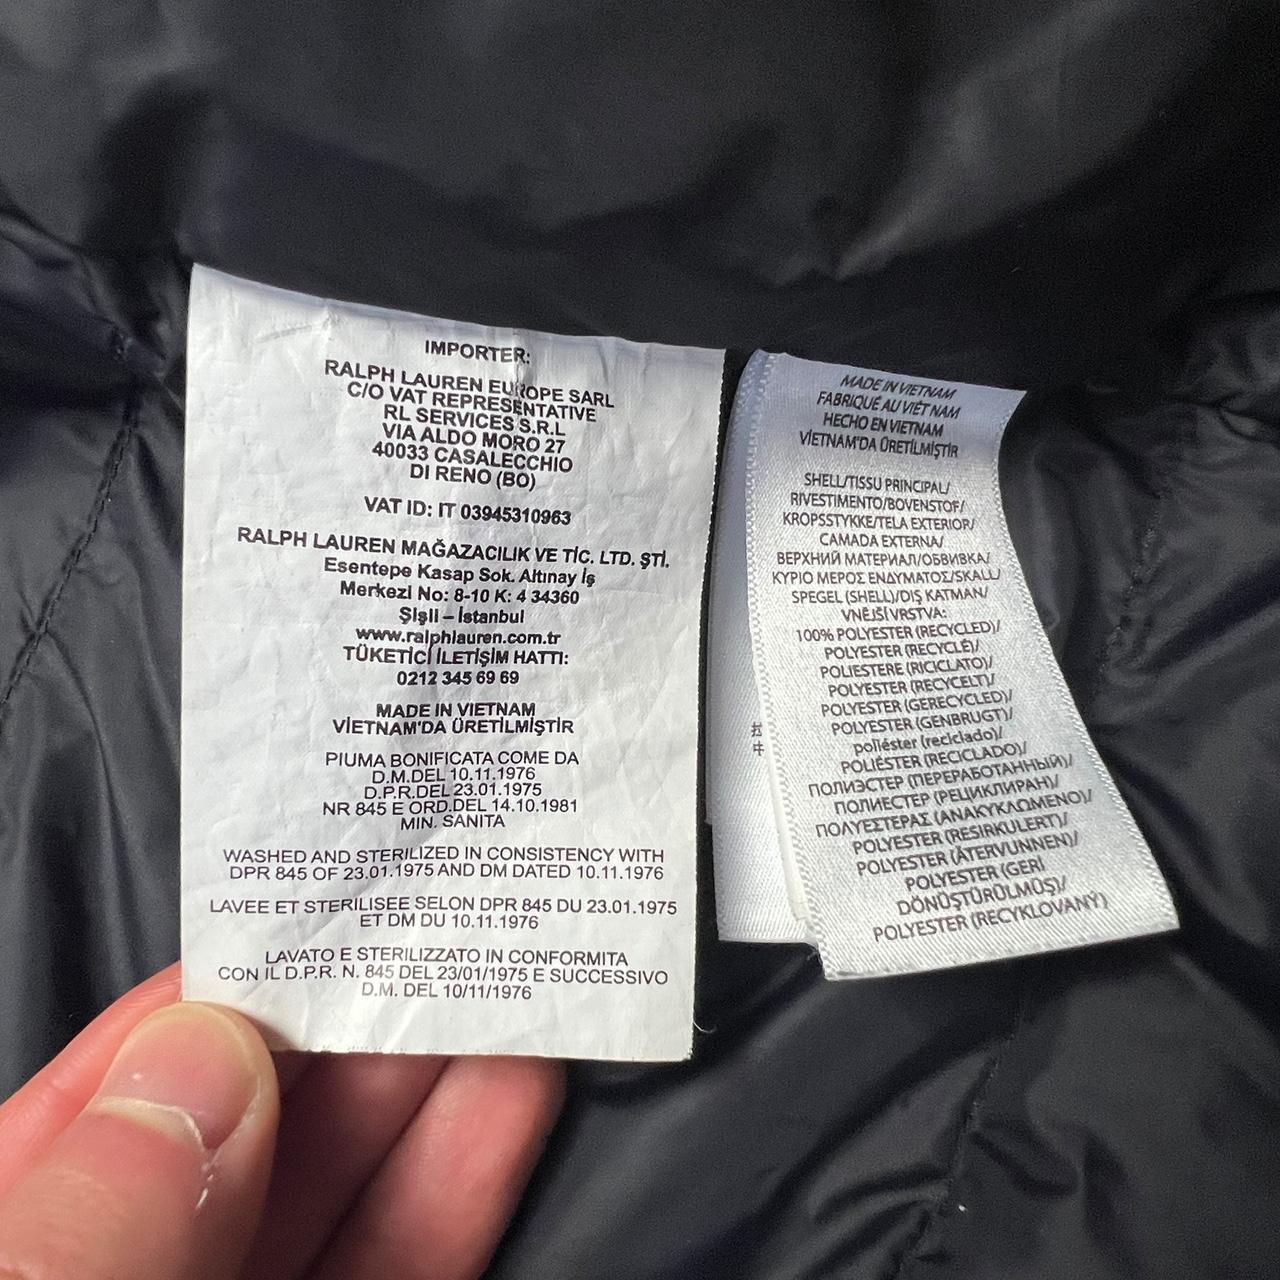 IMPORTER:
RALPH LAUREN EUROPE SARL
C/O VAT REPRESENTATIVE
RL SERVICES S.R.L
VIA ALDO MORO 27
40033 CASALECCHIO
DI RENO (BO)
VAT ID: IT 03945310963
RALPH LAUREN MAĞAZACILIK VE TİC. LTD. ŞTİ.
Esentepe Kasap Sok. Altınay İş
Merkezi No: 8-10 K: 4 34360
Şişli – İstanbul
www.ralphlauren.com.tr
TÜKETİCİ İLETİŞİM HATTI:
0212 345 69 69
MADE IN VIETNAM
VİETNAM'DA ÜRETİLMİŞTİR
PIUMA BONIFICATA COME DA
D.M.DEL 10.11.1976
D.P.R.DEL 23.01.1975
NR 845 E ORD.DEL 14.10.1981
MIN. SANITA
WASHED AND STERILIZED IN CONSISTENCY WITH
DPR 845 OF 23.01.1975 AND DM DATED 10.11.1976
LAVEE ET STERILISEE SELON DPR 845 DU 23.01.1975
ET DM DU 10.11.1976
LAVATO E STERILIZZATO IN CONFORMITA
CON IL D.P.R. N. 845 DEL 23/01/1975 E SUCCESSIVO
D.M. DEL 10/11/1976
MADE IN VIETNAM
FABRIQUÉ AU VIÊT NAM
HECHO EN VIETNAM
VİETNAM'DA ÜRETİLMİŞTİR
SHELL/TISSU PRINCIPAL/
RIVESTIMENTO/BOVENSTOF/
KROPSSTYKKE/TELA EXTERIOR/
CAMADA EXTERNA/
ВЕРХНИЙ МАТЕРИАЛ/ОБВИВКА/
ΚΥΡΙΟ ΜΕΡΟΣ ΕΝΔΥΜΑΤΟΣ/SKALL/
SPEGEL (SHELL)/DIŞ KATMAN/
VNĚJŠÍ VRSTVA:
100% POLYESTER (RECYCLED)/
POLYESTER (RECYCLÉ)/
POLIESTERE (RICICLATO)/
POLYESTER (RECYCELT)/
POLYESTER (GERECYCLED)/
POLYESTER (GENBRUGT)/
poliéster (reciclado)/
POLIÉSTER (RECICLADO)/
ПОЛИЭСТЕР (ПЕРЕРАБОТАННЫЙ)/
ПОЛИЕСТЕР (РЕЦИКЛИРАН)/
ΠΟΛΥΕΣΤΕΡΑΣ (ΑΝΑΚΥΚΛΩΜΕΝΟ)/
POLYESTER (RESIRKULERT)/
POLYESTER (ÅTERVUNNEN)/
POLYESTER (GERİ
DÖNÜŞTÜRÜLMÜŞ)/
POLYESTER (RECYKLOVANÝ)